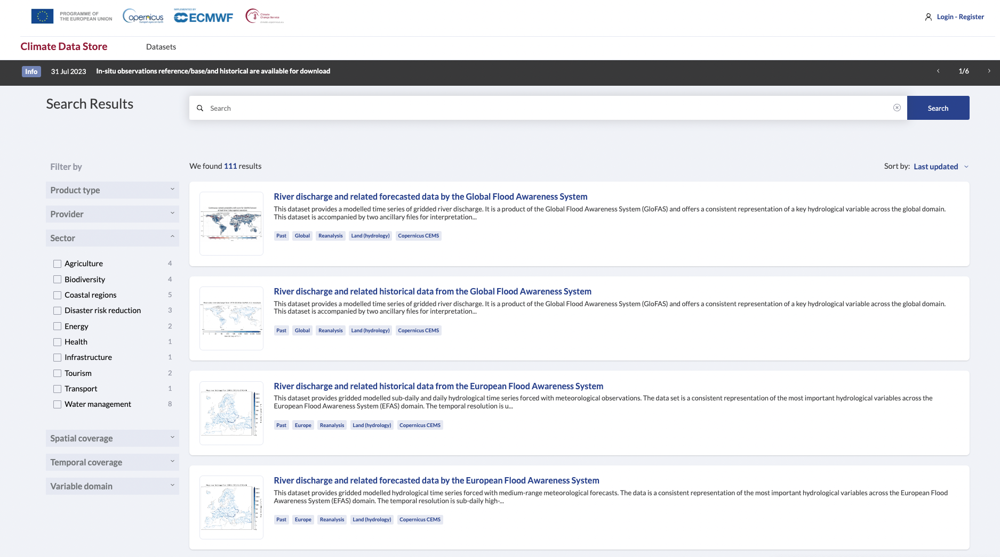 PROGRAMME OF
THE EUROPEAN UNION
opernicus
Europe's eyes on Earth
IMPLEMENTED BY
ECMWF
Climate
Change Service
Login - Register
Climate Data Store
Datasets
Info
31 Jul 2023
In-situ observations reference/base/and historical are available for download
1/6
Search Results
Search
Search
Filter by
We found 111 results
Sort by: Last updated
Product type
Provider
Sector
Agriculture 4
Biodiversity 4
Coastal regions 5
Disaster risk reduction 3
Energy 2
Health 1
Infrastructure 1
Tourism 2
Transport 1
Water management 8
Spatial coverage
Temporal coverage
Variable domain
River discharge and related forecasted data by the Global Flood Awareness System
This dataset provides a modelled time series of gridded river discharge. It is a product of the Global Flood Awareness System (GloFAS) and offers a consistent representation of a key hydrological variable across the global domain.
This dataset is accompanied by two ancillary files for interpretation...
Past Global Reanalysis Land (hydrology) Copernicus CEMS
River discharge and related historical data from the Global Flood Awareness System
This dataset provides a modelled time series of gridded river discharge. It is a product of the Global Flood Awareness System (GloFAS) and offers a consistent representation of a key hydrological variable across the global domain.
This dataset is accompanied by two ancillary files for interpretation...
Past Global Reanalysis Land (hydrology) Copernicus CEMS
River discharge and related historical data from the European Flood Awareness System
This dataset provides gridded modelled sub-daily and daily hydrological time series forced with meteorological observations. The data set is a consistent representation of the most important hydrological variables across the
European Flood Awareness System (EFAS) domain. The temporal resolution is u...
Past Europe Reanalysis Land (hydrology) Copernicus CEMS
River discharge and related forecasted data by the European Flood Awareness System
This dataset provides gridded modelled hydrological time series forced with medium-range meteorological forecasts. The data is a consistent representation of the most important hydrological variables across the European Flood
Awareness System (EFAS) domain. The temporal resolution is sub-daily high-...
Past Europe Reanalysis Land (hydrology) Copernicus CEMS